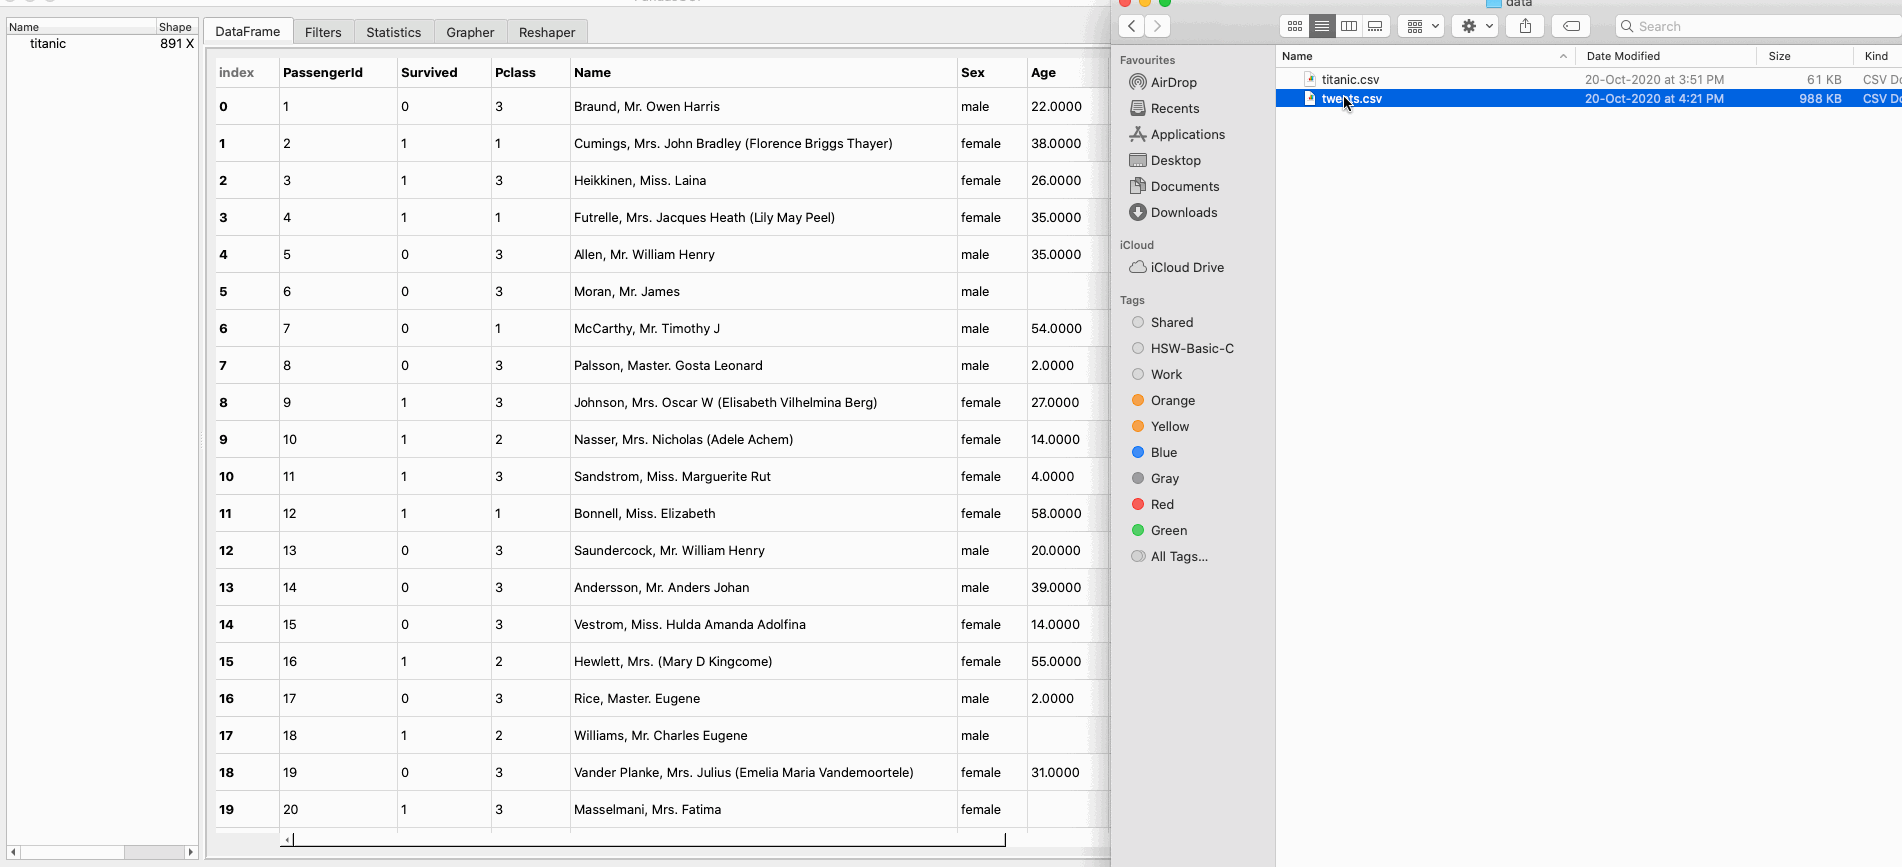 data
Name Shape
titanic 891 X
DataFrame Filters Statistics Grapher Reshaper
index PassengerId Survived Pclass Name Sex Age
0 1 0 3 Braund, Mr. Owen Harris male 22.0000
1 2 1 1 Cumings, Mrs. John Bradley (Florence Briggs Thayer) female 38.0000
2 3 1 3 Heikkinen, Miss. Laina female 26.0000
3 4 1 1 Futrelle, Mrs. Jacques Heath (Lily May Peel) female 35.0000
4 5 0 3 Allen, Mr. William Henry male 35.0000
5 6 0 3 Moran, Mr. James male
6 7 0 1 McCarthy, Mr. Timothy J male 54.0000
7 8 0 3 Palsson, Master. Gosta Leonard male 2.0000
8 9 1 3 Johnson, Mrs. Oscar W (Elisabeth Vilhelmina Berg) female 27.0000
9 10 1 2 Nasser, Mrs. Nicholas (Adele Achem) female 14.0000
10 11 1 3 Sandstrom, Miss. Marguerite Rut female 4.0000
11 12 1 1 Bonnell, Miss. Elizabeth female 58.0000
12 13 0 3 Saundercock, Mr. William Henry male 20.0000
13 14 0 3 Andersson, Mr. Anders Johan male 39.0000
14 15 0 3 Vestrom, Miss. Hulda Amanda Adolfina female 14.0000
15 16 1 2 Hewlett, Mrs. (Mary D Kingcome) female 55.0000
16 17 0 3 Rice, Master. Eugene male 2.0000
17 18 1 2 Williams, Mr. Charles Eugene male
18 19 0 3 Vander Planke, Mrs. Julius (Emelia Maria Vandemoortele) female 31.0000
19 20 1 3 Masselmani, Mrs. Fatima female
Search
Favourites
AirDrop
Recents
Applications
Desktop
Documents
Downloads
iCloud
iCloud Drive
Tags
Shared
HSW-Basic-C
Work
Orange
Yellow
Blue
Gray
Red
Green
All Tags...
Name Date Modified Size Kind
titanic.csv 20-Oct-2020 at 3:51 PM 61 KB CSV Do
20-Oct-2020 at 4:21 PM 988 KB CSV Do